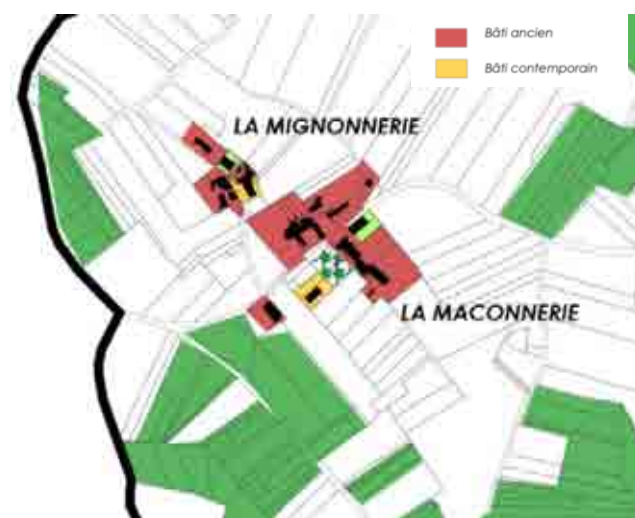 Bâti ancien
Bâti contemporain
LA MIGNONNERIE
LA MACONNERIE